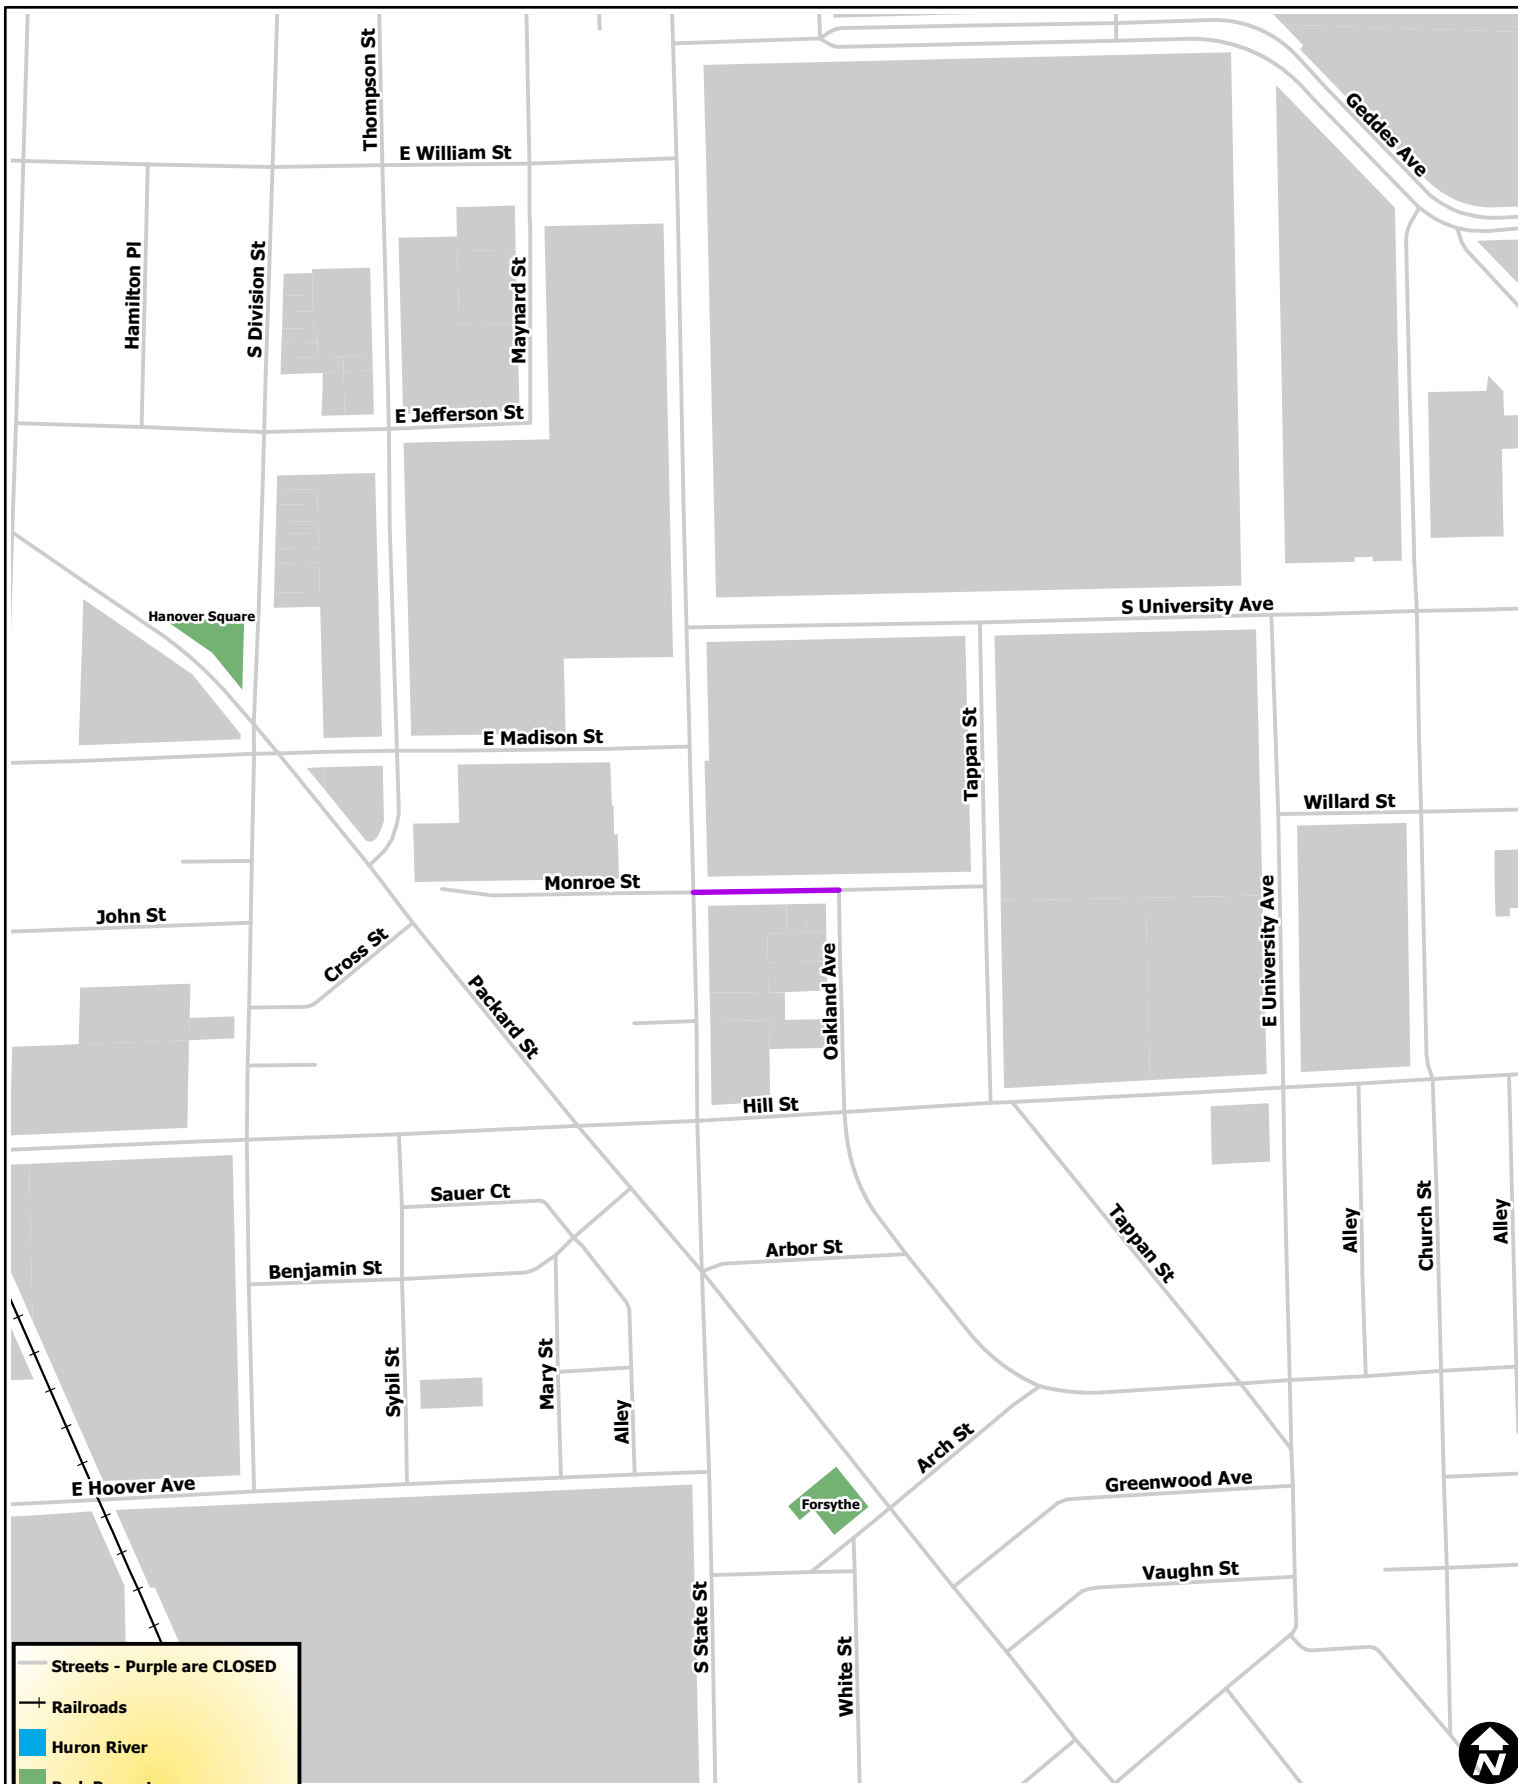 Thompson St
Geddes Ave
E William St
Hamilton Pl
S Division St
Maynard St
E Jefferson St
S University Ave
Hanover Square
E Madison St
Tappan St
Willard St
Monroe St
John St
Cross St
Packard St
Oakland Ave
E University Ave
Hill St
Sauer Ct
Arbor St
Tappan St
Alley
Church St
Alley
Benjamin St
Sybil St
Mary St
Alley
Arch St
E Hoover Ave
Forsythe
Greenwood Ave
Vaughn St
S State St
White St
Streets - Purple are CLOSED
Railroads
Huron River
N